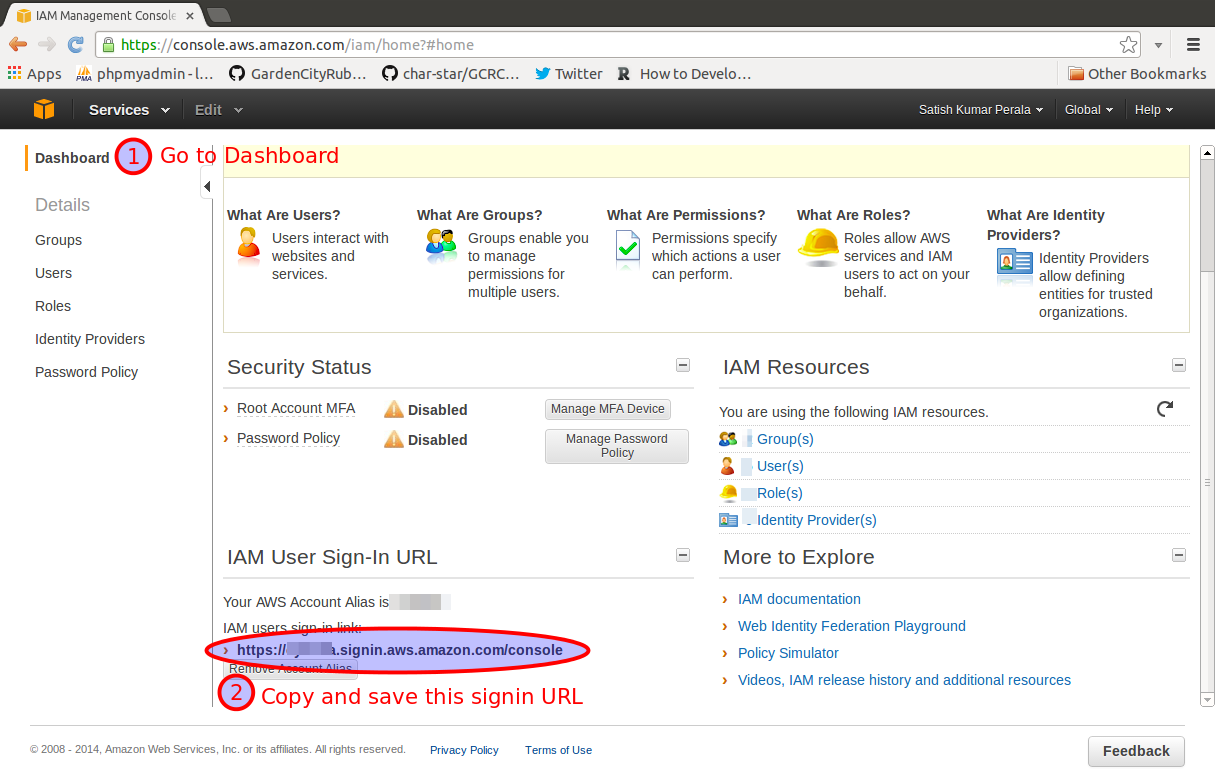 IAM Management Console
https://console.aws.amazon.com/iam/home?#home
Apps
phpmyadmin - l...
GardenCityRub...
char-star/GCRC...
Twitter
How to Develo...
Other Bookmarks
Services
Edit
Satish Kumar Perala
Global
Help
Dashboard
1
Go to Dashboard
Details
Groups
Users
Roles
Identity Providers
Password Policy
What Are Users?
Users interact with
websites and
services.
What Are Groups?
Groups enable you
to manage
permissions for
multiple users.
What Are Permissions?
Permissions specify
which actions a user
can perform.
What Are Roles?
Roles allow AWS
services and IAM
users to act on your
behalf.
What Are Identity
Providers?
Identity Providers
allow defining
entities for trusted
organizations.
Security Status
Root Account MFA
Disabled
Manage MFA Device
Password Policy
Disabled
Manage Password
Policy
IAM Resources
You are using the following IAM resources.
Group(s)
User(s)
Role(s)
Identity Provider(s)
IAM User Sign-In URL
Your AWS Account Alias is
IAM users sign-in link:
https:// a.signin.aws.amazon.com/console
Remove Account Alias
2
Copy and save this signin URL
More to Explore
IAM documentation
Web Identity Federation Playground
Policy Simulator
Videos, IAM release history and additional resources
© 2008 - 2014, Amazon Web Services, Inc. or its affiliates. All rights reserved.
Privacy Policy
Terms of Use
Feedback